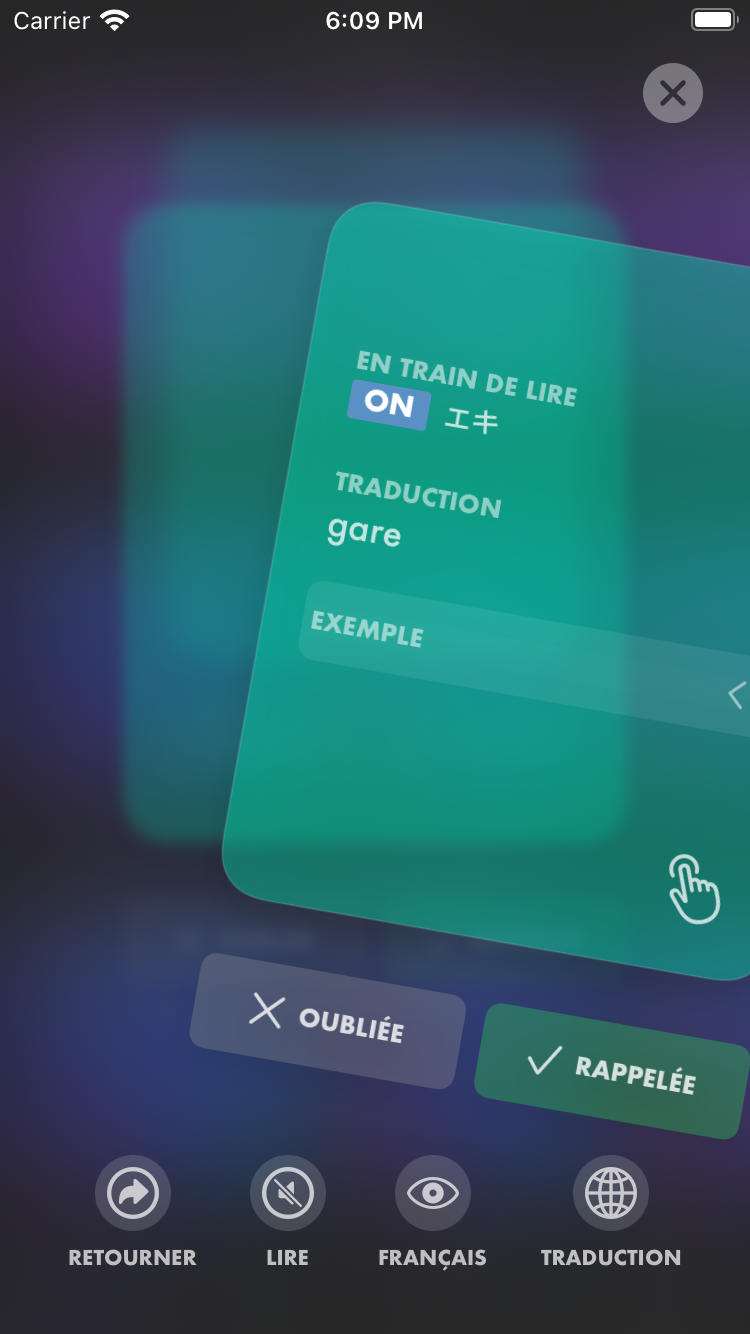 Carrier 6:09 PM
EN TRAIN DE LIRE
ON エキ
TRADUCTION
gare
EXEMPLE
OUBLIÉE
RAPPELÉE
RETOURNER LIRE FRANÇAIS TRADUCTION